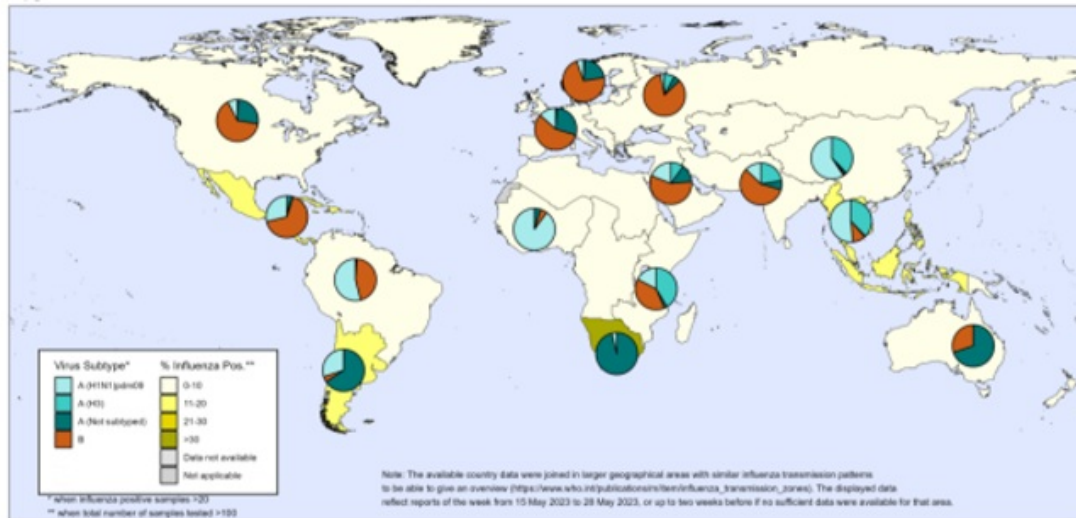 Virus Subtype*
A (H1N1)pdm09
A (H3)
A (Not subtyped)
B
% Influenza Pos.**
0-10
11-20
21-30
>30
Data not available
Not applicable
* when influenza positive samples >20
** when total number of samples tested >100
Note: The available country data were joined in larger geographical areas with similar influenza transmission patterns
to be able to give an overview (https://www.who.int/publications/m/item/influenza_transmission_zones). The displayed data
reflect reports of the week from 15 May 2023 to 28 May 2023, or up to two weeks before if no sufficient data were available for that area.